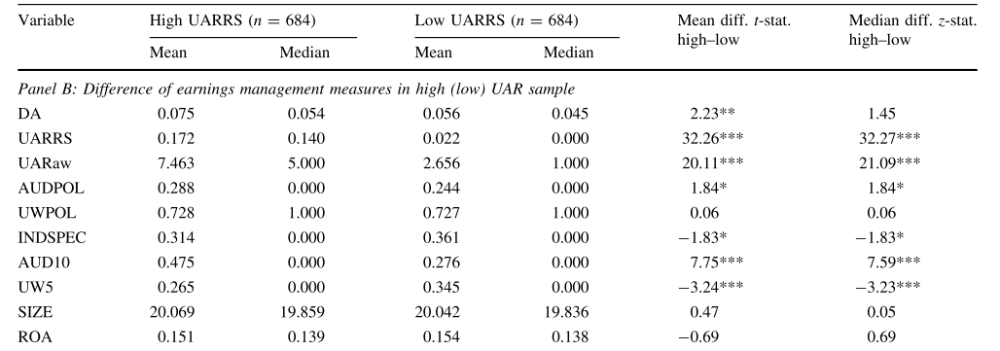 Variable High UARRS (n = 684) Low UARRS (n = 684) Mean diff. t-stat. Median diff. z-stat.
high–low high–low
Mean Median Mean Median
Panel B: Difference of earnings management measures in high (low) UAR sample
DA 0.075 0.054 0.056 0.045 2.23** 1.45
UARRS 0.172 0.140 0.022 0.000 32.26*** 32.27***
UARaw 7.463 5.000 2.656 1.000 20.11*** 21.09***
AUDPOL 0.288 0.000 0.244 0.000 1.84* 1.84*
UWPOL 0.728 1.000 0.727 1.000 0.06 0.06
INDSPEC 0.314 0.000 0.361 0.000 −1.83* −1.83*
AUD10 0.475 0.000 0.276 0.000 7.75*** 7.59***
UW5 0.265 0.000 0.345 0.000 −3.24*** −3.23***
SIZE 20.069 19.859 20.042 19.836 0.47 0.05
ROA 0.151 0.139 0.154 0.138 −0.69 0.69